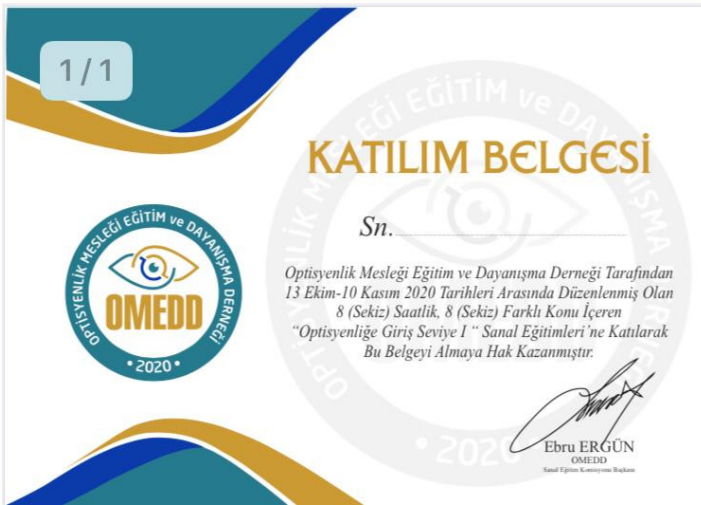 1/1
KATILIM BELGESİ
Sn.
Optisyenlik Mesleği Eğitim ve Dayanışma Derneği Tarafından
13 Ekim-10 Kasım 2020 Tarihleri Arasında Düzenlenmiş Olan
8 (Sekiz) Saatlik, 8 (Sekiz) Farklı Konu İçeren
“Optisyenliğe Giriş Seviye I “ Sanal Eğitimleri’ne Katılarak
Bu Belgeyi Almaya Hak Kazanmıştır.
OPTİSYENLİK MESLEĞİ EĞİTİM ve DAYANIŞMA DERNEĞİ
OMEDD
• 2020 •
Ebru ERGÜN
OMEDD
Sanal Eğitim Komisyonu Başkanı